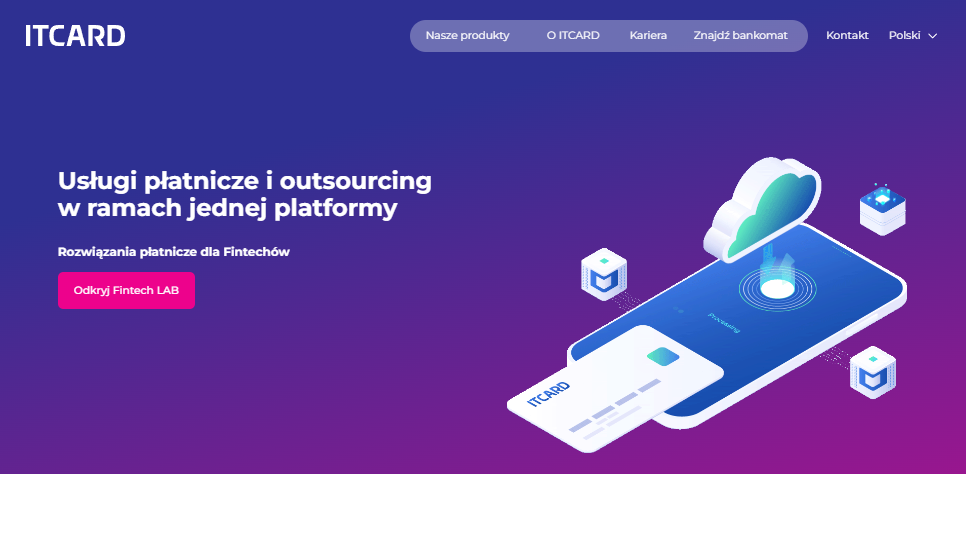 ITCARD
Nasze produkty
O ITCARD
Kariera
Znajdź bankomat
Kontakt
Polski
Usługi płatnicze i outsourcing
w ramach jednej platformy
Rozwiązania płatnicze dla Fintechów
Odkryj Fintech LAB
Processing
ITCARD